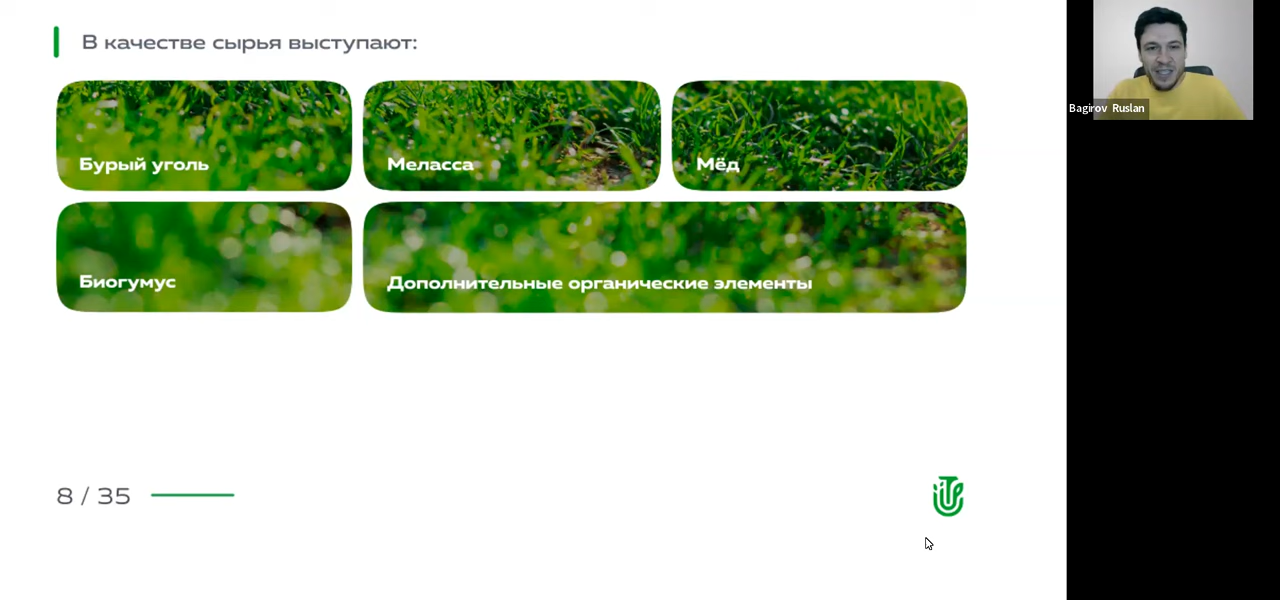 В качестве сырья выступают:
Бурый уголь
Меласса
Мёд
Биогумус
Дополнительные органические элементы
8 / 35
Bagirov Ruslan